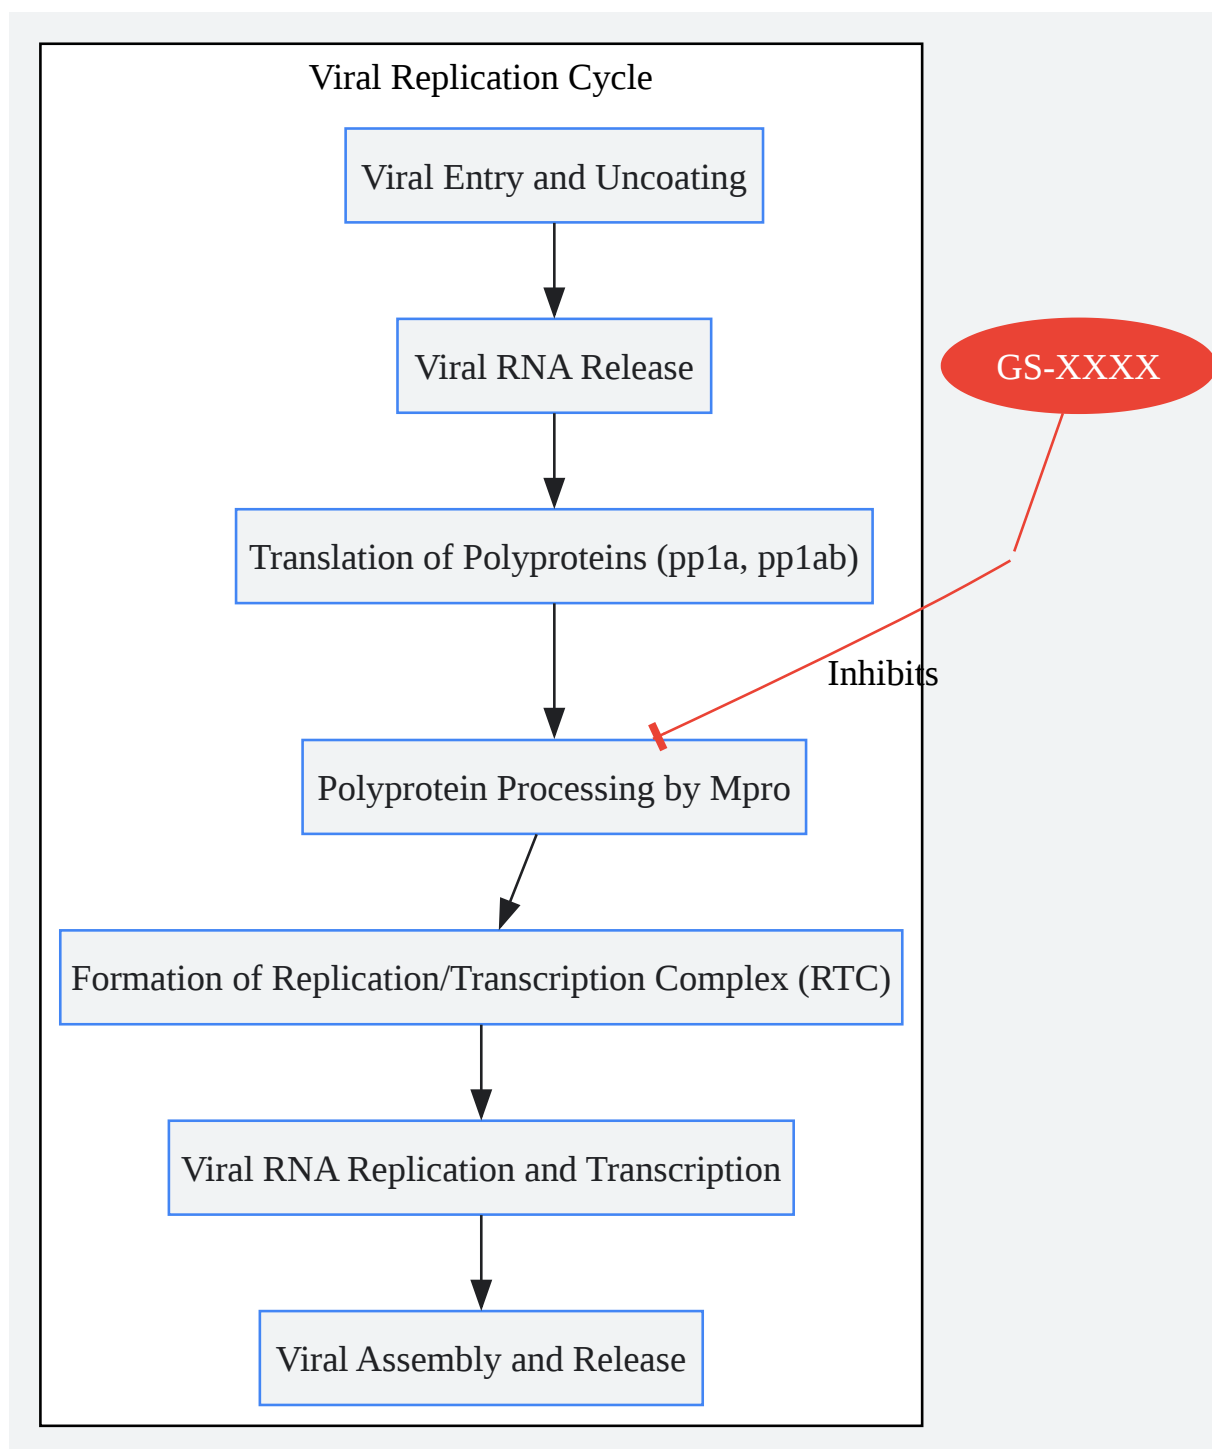 Viral Replication Cycle
Viral Entry and Uncoating
Viral RNA Release
GS-XXXX
Translation of Polyproteins (pp1a, pp1ab)
Inhibits
Polyprotein Processing by Mpro
Formation of Replication/Transcription Complex (RTC)
Viral RNA Replication and Transcription
Viral Assembly and Release